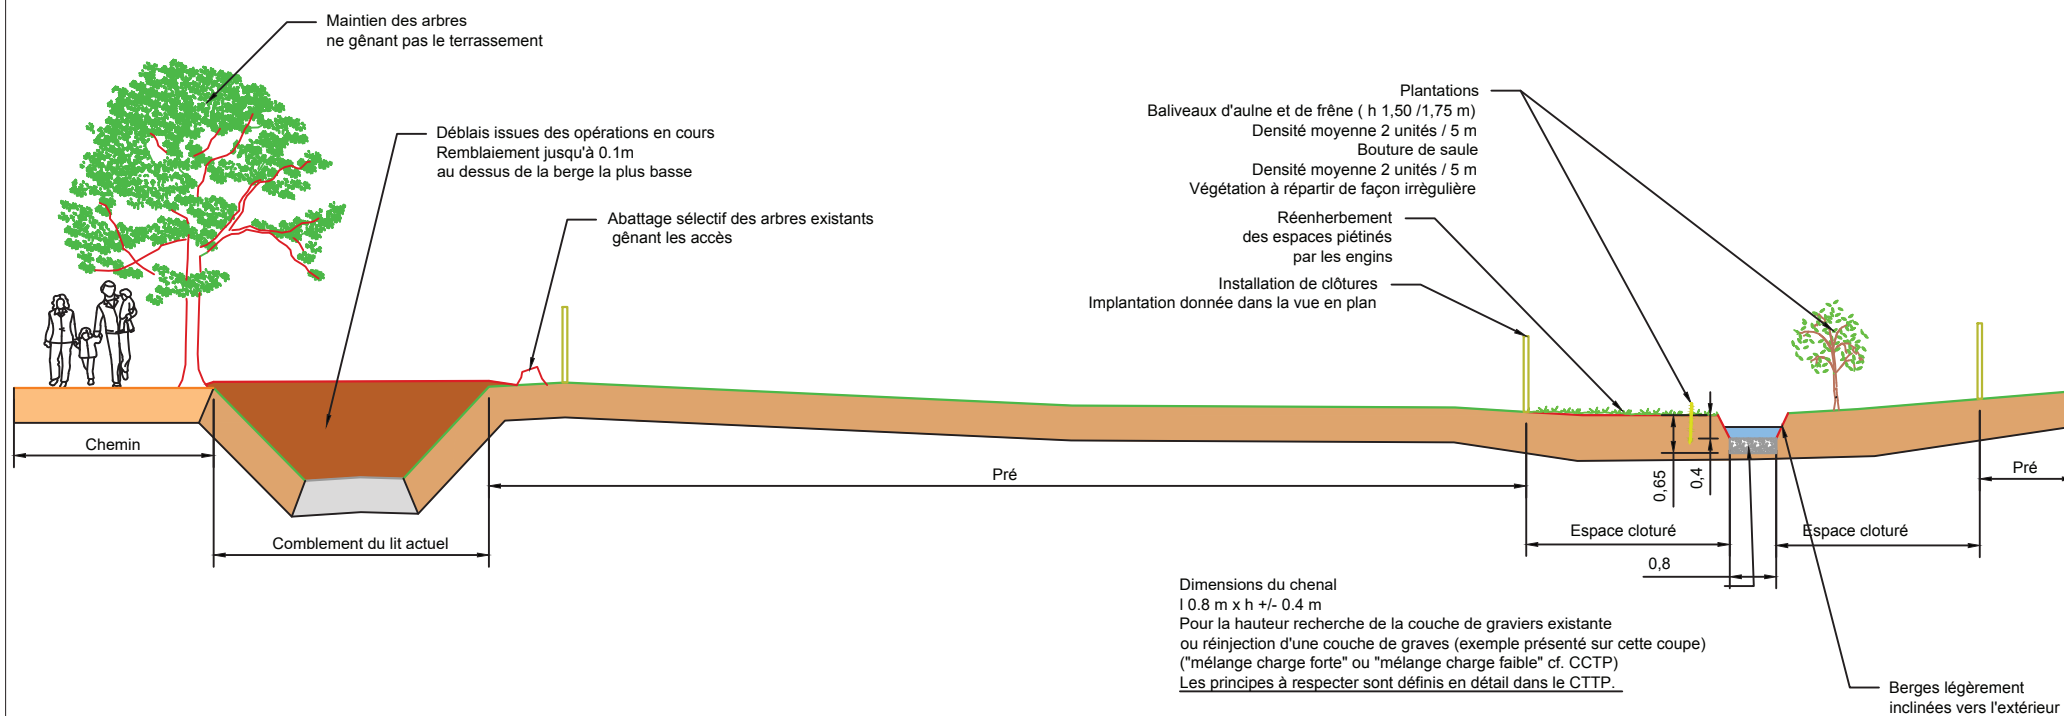 Maintien des arbres
ne gênant pas le terrassement
Déblais issues des opérations en cours
Remblaiement jusqu'à 0.1m
au dessus de la berge la plus basse
Abattage sélectif des arbres existants
gênant les accès
Plantations
Baliveaux d'aulne et de frêne ( h 1,50 /1,75 m)
Densité moyenne 2 unités / 5 m
Bouture de saule
Densité moyenne 2 unités / 5 m
Végétation à répartir de façon irrègulière
Réenherbement
des espaces piétinés
par les engins
Installation de clôtures
Implantation donnée dans la vue en plan
Chemin
Comblement du lit actuel
Pré
0,65
0,4
Pré
Espace cloturé
Espace cloturé
0,8
Dimensions du chenal
l 0.8 m x h +/- 0.4 m
Pour la hauteur recherche de la couche de graviers existante
ou réinjection d'une couche de graves (exemple présenté sur cette coupe)
("mélange charge forte" ou "mélange charge faible" cf. CCTP)
Les principes à respecter sont définis en détail dans le CTTP.
Berges légèrement
inclinées vers l'extérieur